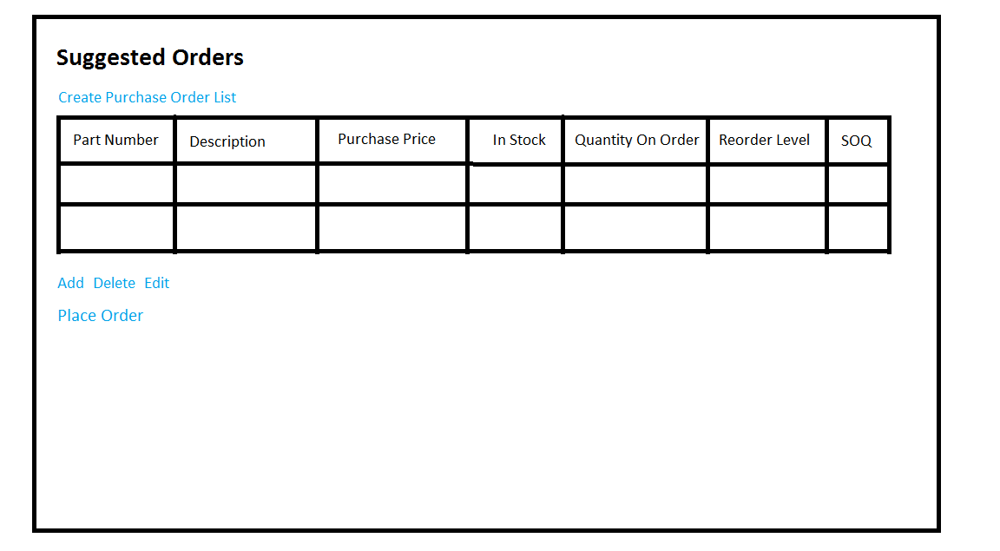 Suggested Orders
Create Purchase Order List
Part Number Description Purchase Price In Stock Quantity On Order Reorder Level SOQ
Add Delete Edit
Place Order